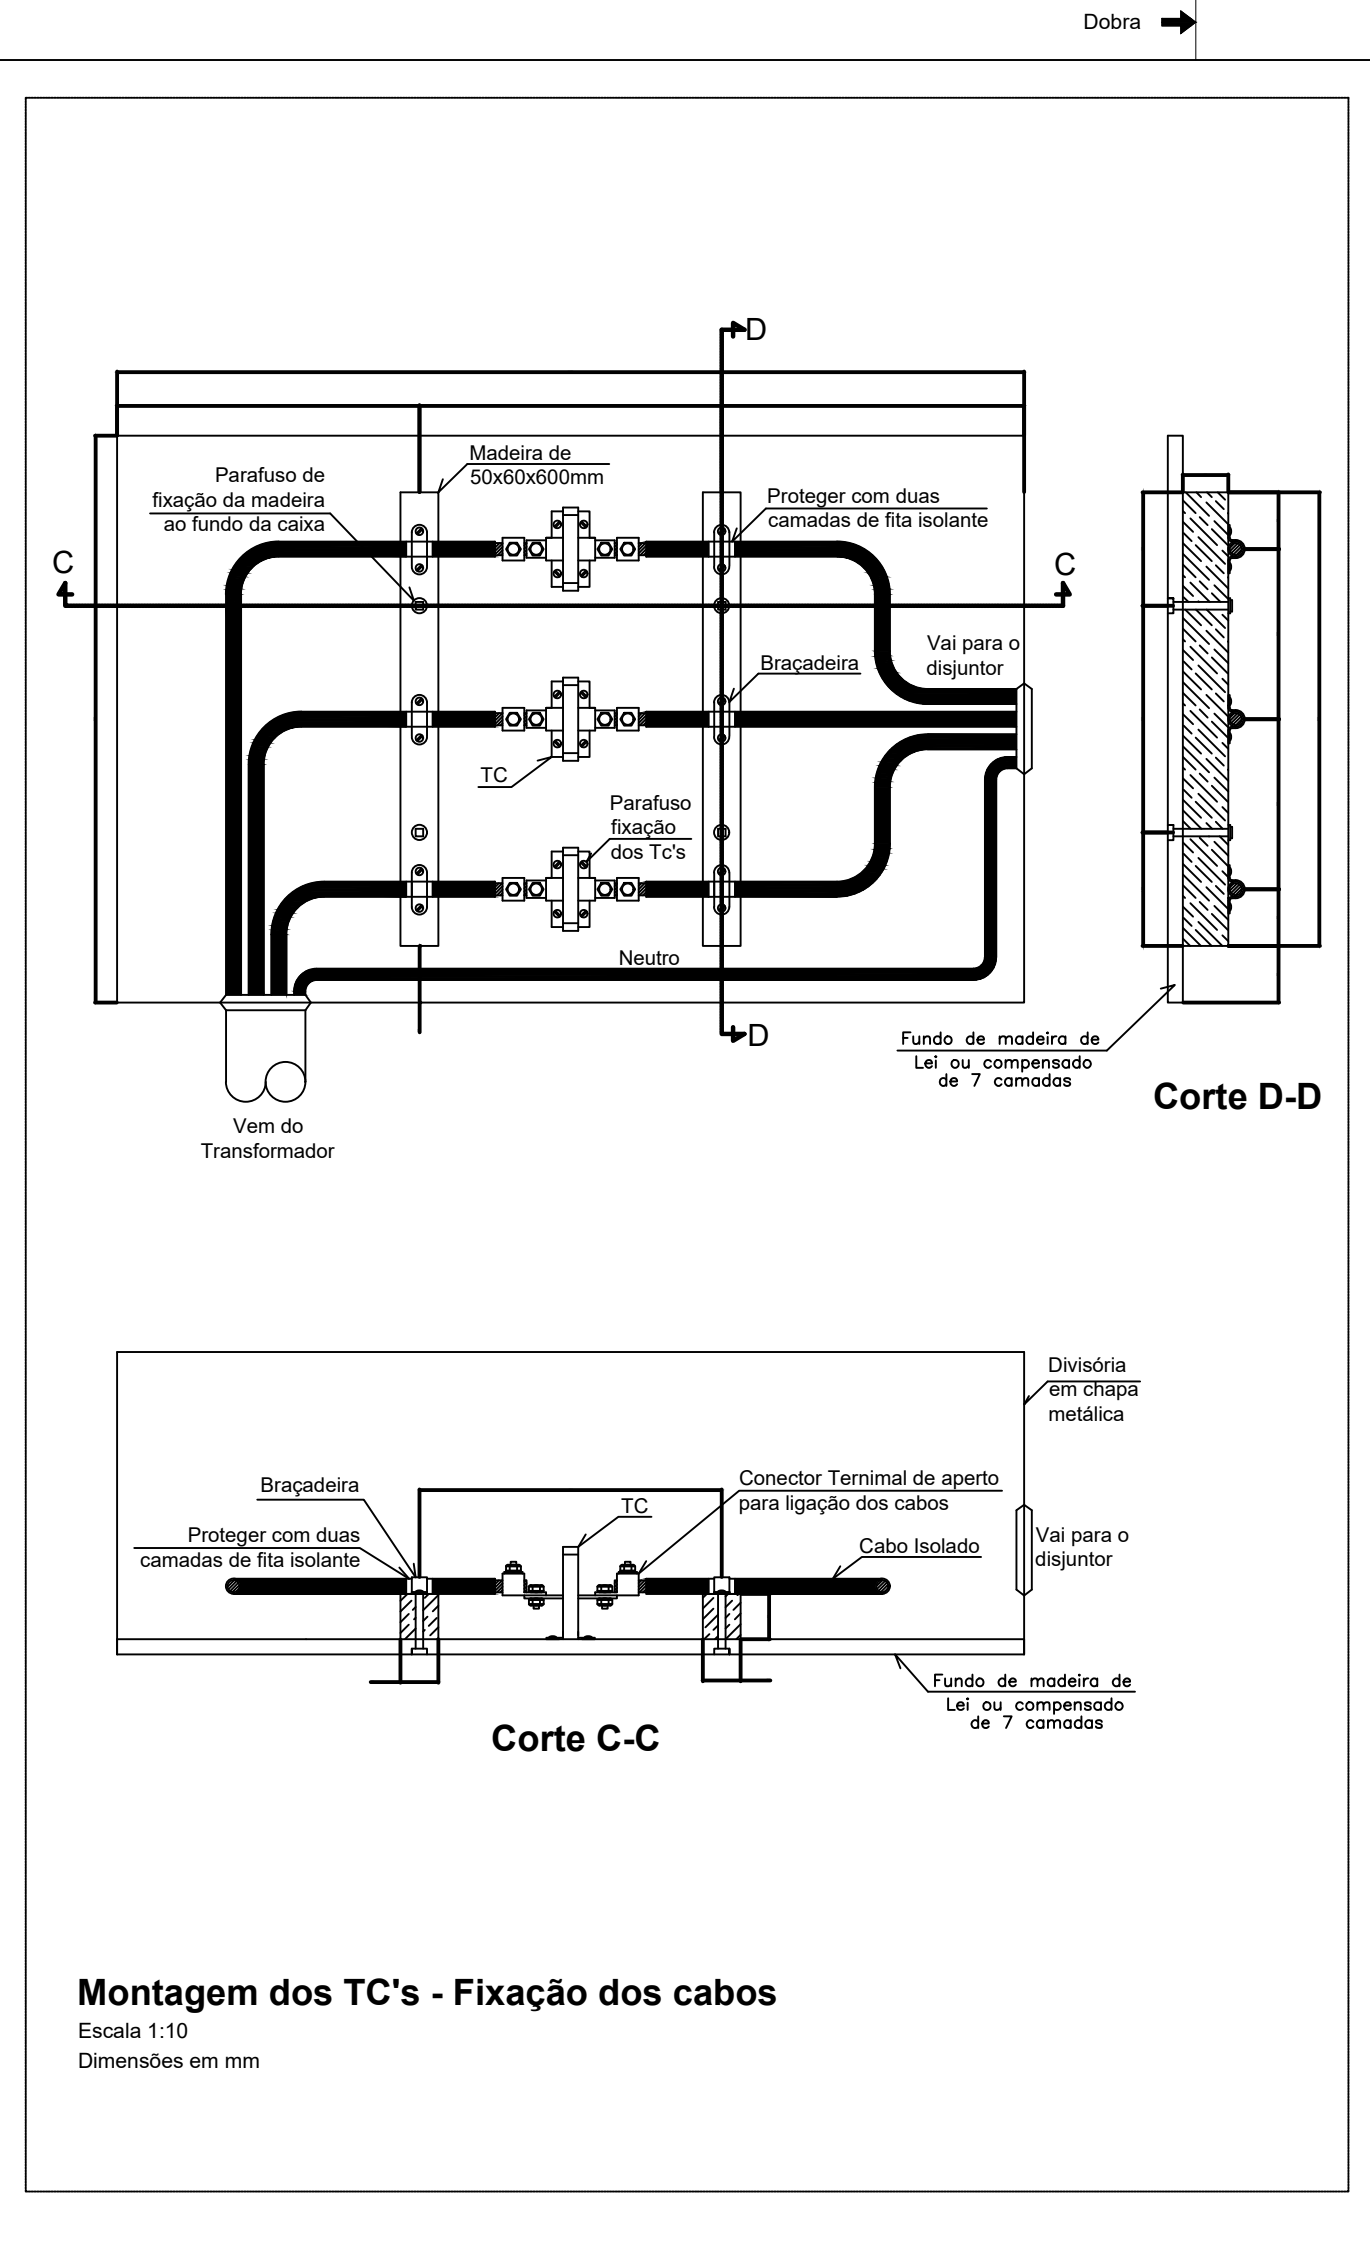 Dobra
D
Madeira de
50x60x600mm
Parafuso de
fixação da madeira
ao fundo da caixa
Proteger com duas
camadas de fita isolante
C
C
Vai para o
disjuntor
Braçadeira
TC
Parafuso
fixação
dos Tc's
Neutro
D
Fundo de madeira de
Lei ou compensado
de 7 camadas
Corte D-D
Vem do
Transformador
Divisória
em chapa
metálica
Braçadeira
Conector Ternimal de aperto
para ligação dos cabos
TC
Proteger com duas
camadas de fita isolante
Cabo Isolado
Vai para o
disjuntor
Fundo de madeira de
Lei ou compensado
de 7 camadas
Corte C-C
Montagem dos TC's - Fixação dos cabos
Escala 1:10
Dimensões em mm